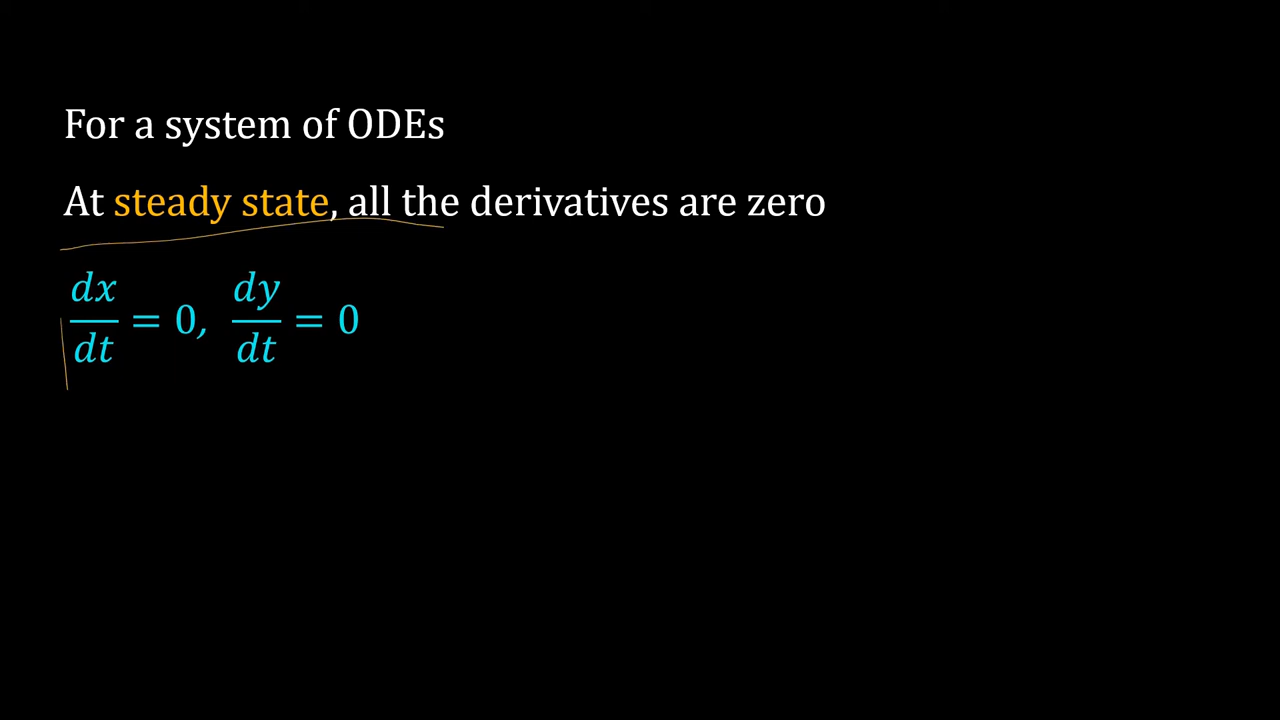 For a system of ODEs
At steady state, all the derivatives are zero
dx/dt = 0, dy/dt = 0